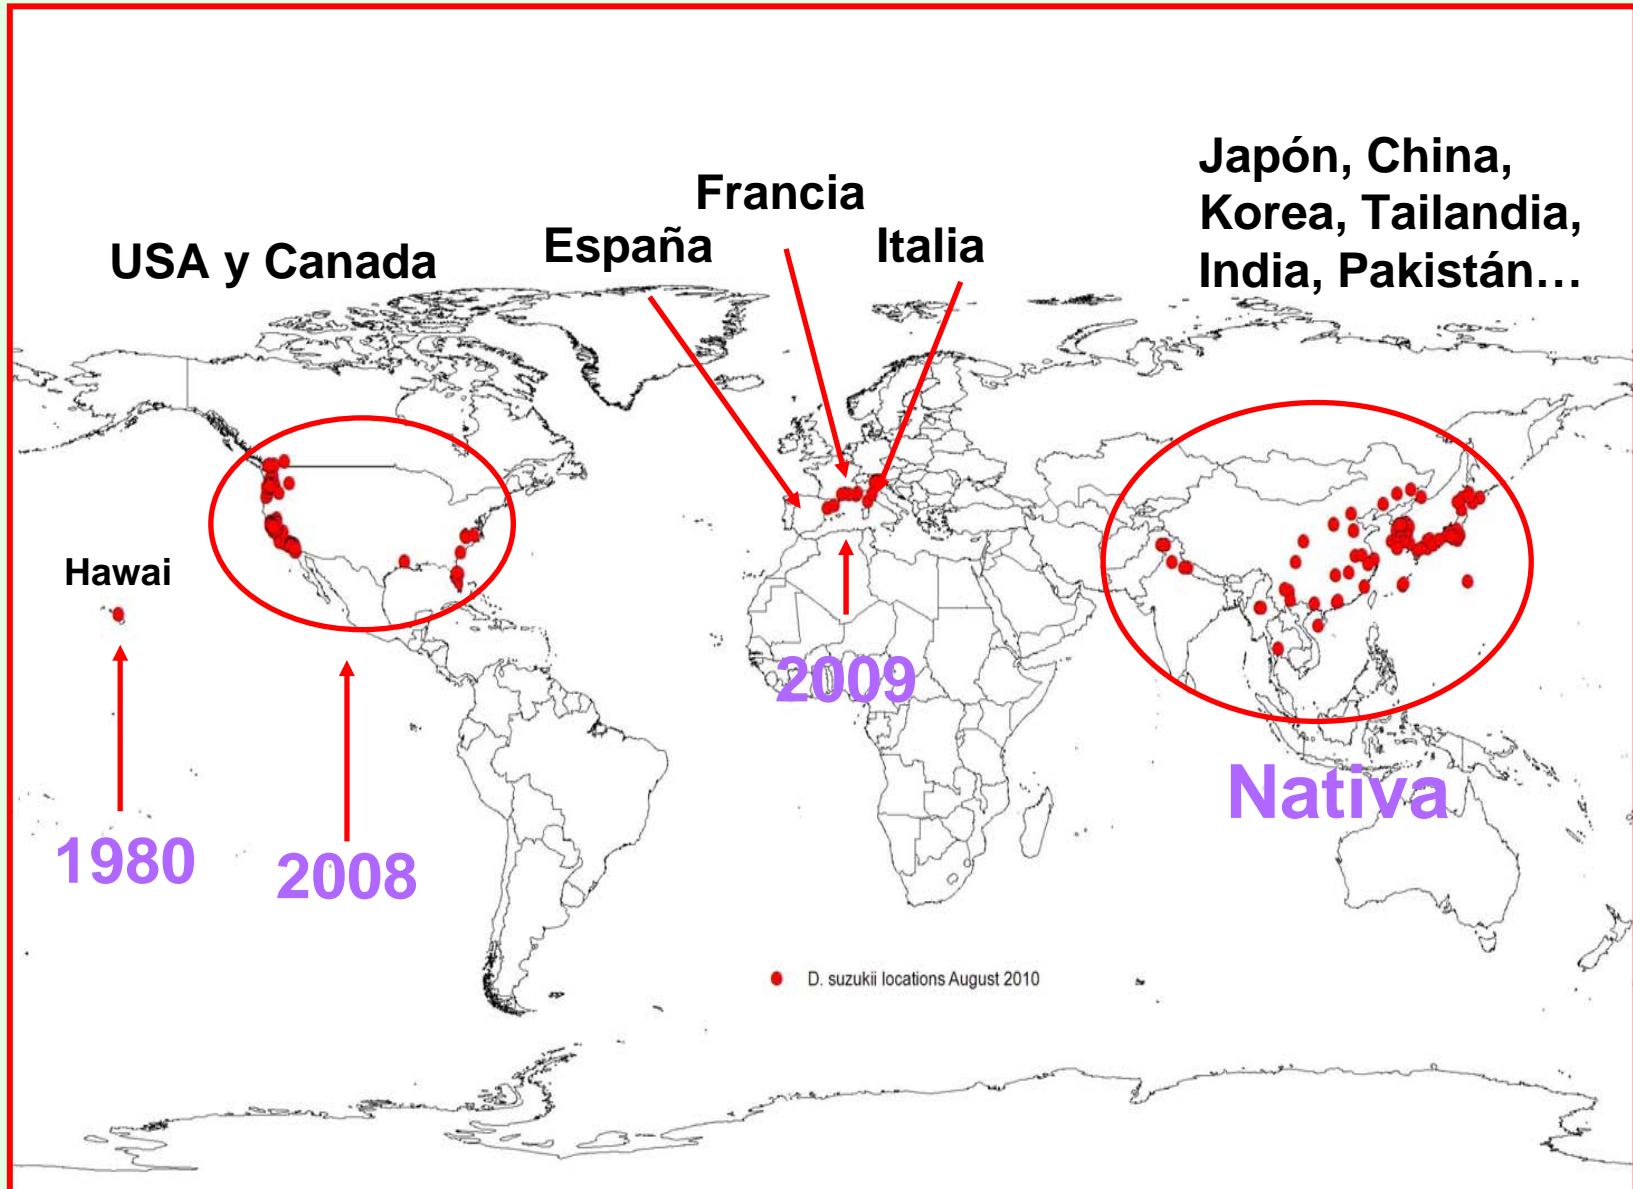 Japón, China,
Korea, Tailandia,
India, Pakistán...
Francia
España
Italia
USA y Canada
Hawai
2009
Nativa
1980
2008
D. suzukii locations August 2010